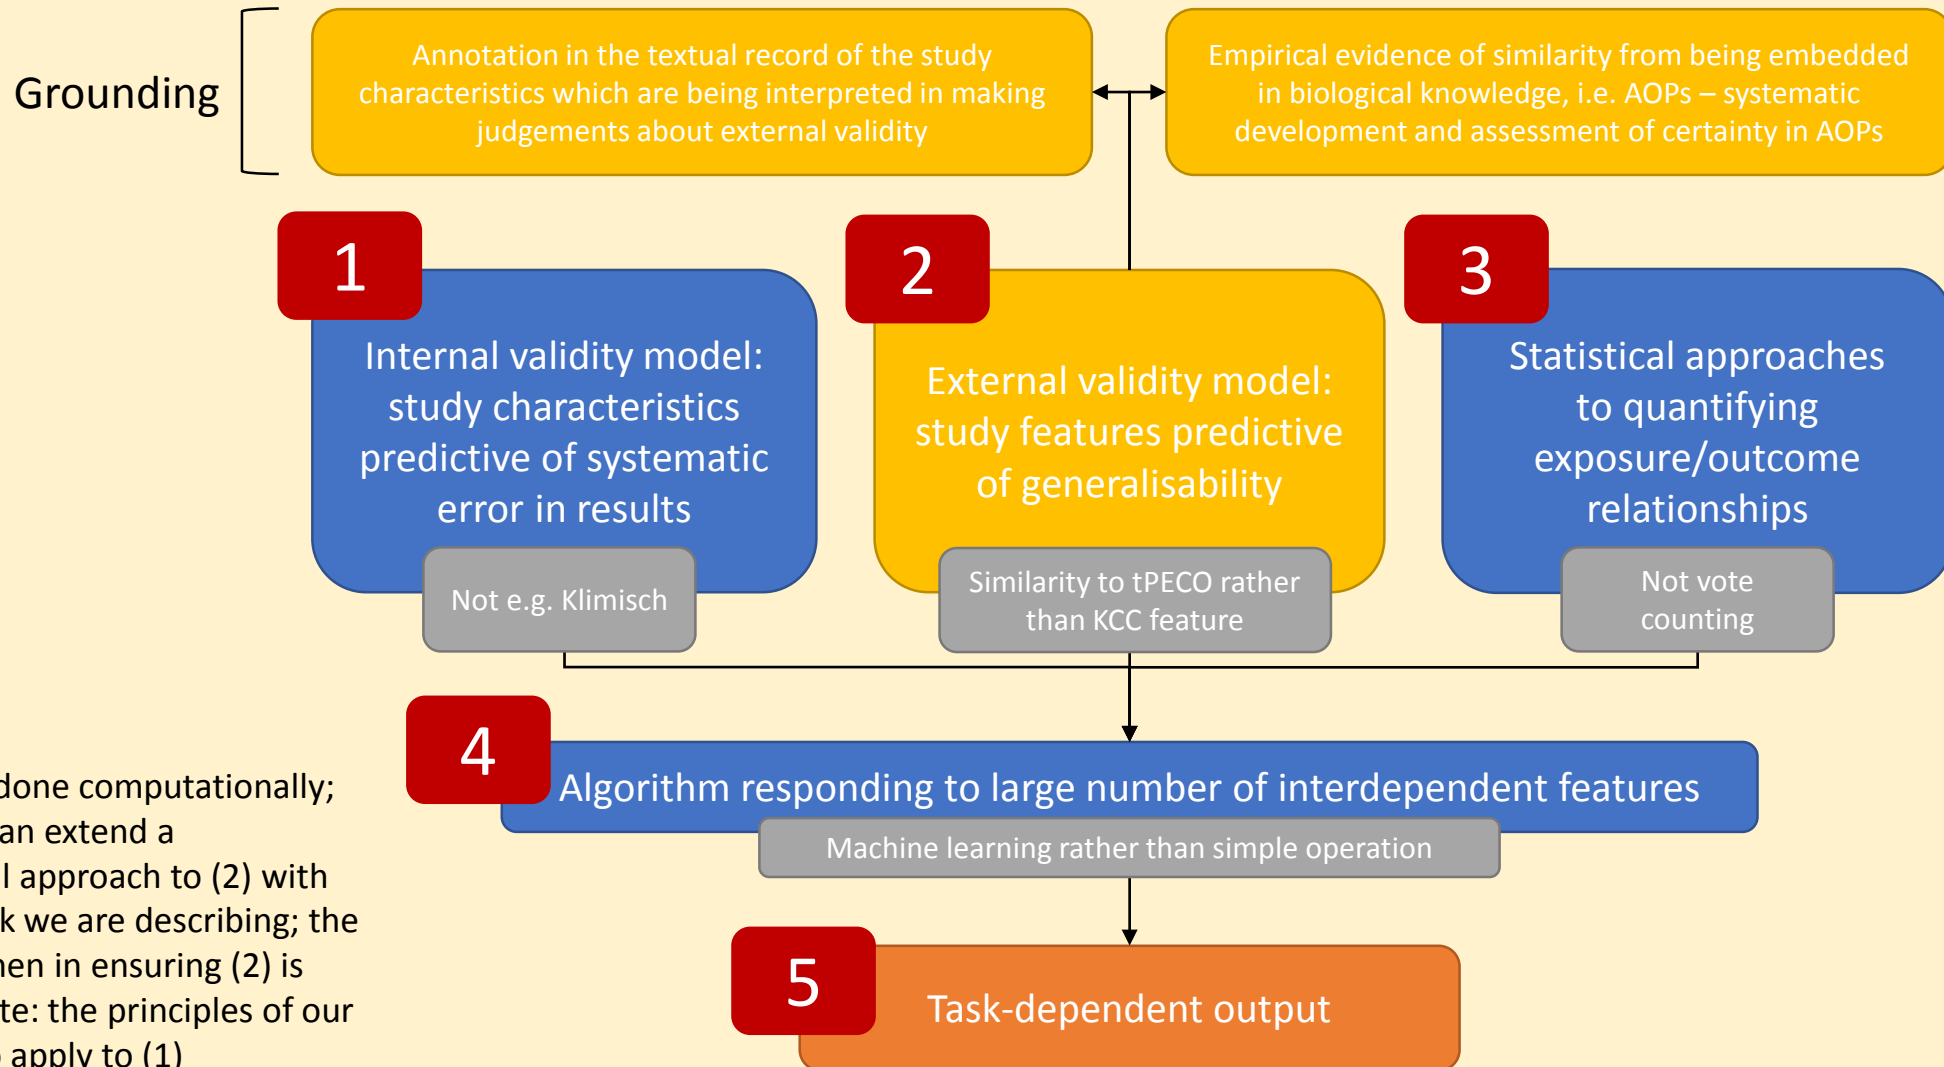 Grounding
Annotation in the textual record of the study
characteristics which are being interpreted in making
judgements about external validity
Empirical evidence of similarity from being embedded
in biological knowledge, i.e. AOPs – systematic
development and assessment of certainty in AOPs
1
Internal validity model:
study characteristics
predictive of systematic
error in results
Not e.g. Klimisch
2
External validity model:
study features predictive
of generalisability
Similarity to tPECO rather
than KCC feature
3
Statistical approaches
to quantifying
exposure/outcome
relationships
Not vote
counting
4
Algorithm responding to large number of interdependent features
Machine learning rather than simple operation
done computationally;
an extend a
l approach to (2) with
k we are describing; the
en in ensuring (2) is
te: the principles of our
apply to (1)
5
Task-dependent output